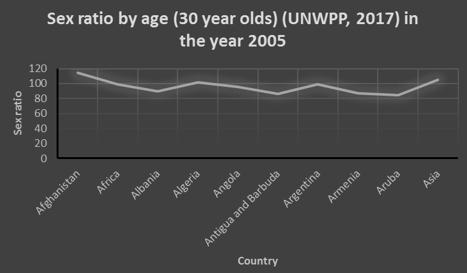 Sex ratio by age (30 year olds) (UNWPP, 2017) in
the year 2005
120
100
80
60
40
20
0
Sex ratio
Afghanistan
Africa
Albania
Algeria
Angola
Antigua and Barbuda
Argentina
Armenia
Aruba
Asia
Country